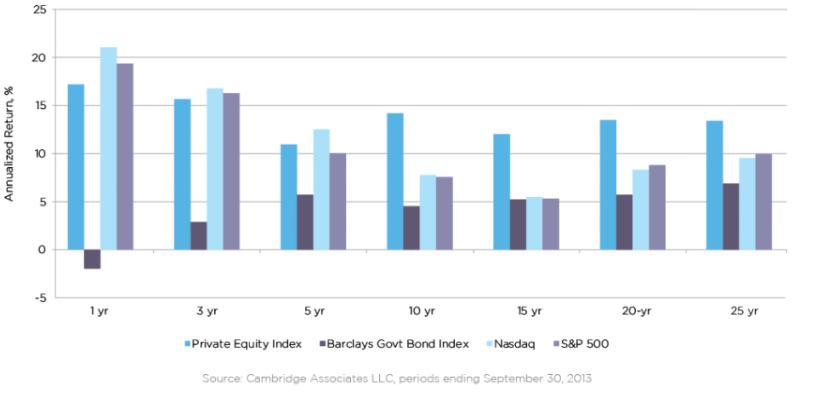 25
20
15
10
5
0
-5
Annualized Return, %
1 yr 3 yr 5 yr 10 yr 15 yr 20-yr 25 yr
Private Equity Index Barclays Govt Bond Index Nasdaq S&P 500
Source: Cambridge Associates LLC, periods ending September 30, 2013